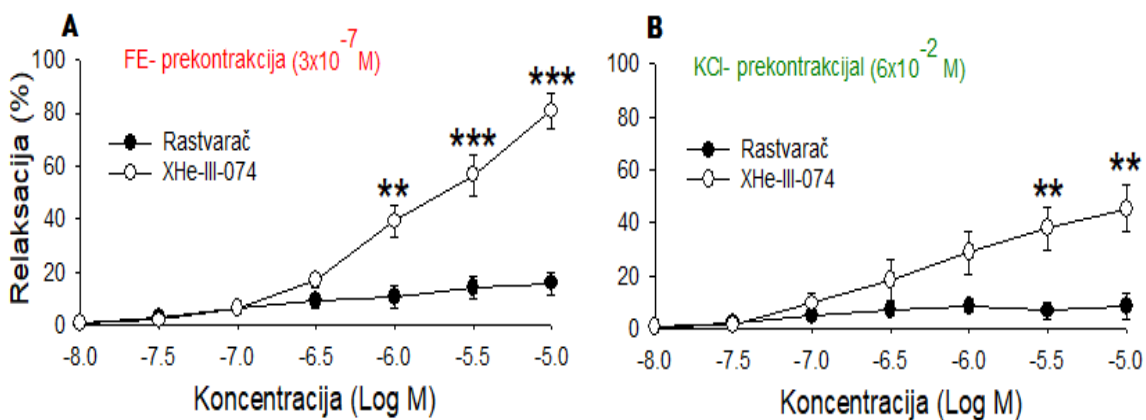 A
FE- prekontrakcija (3x10⁻⁷ M)
Relaksacija (%)
100
80
60
40
20
0
Rastvarač
XHe-III-074
**
***
***
-8.0 -7.5 -7.0 -6.5 -6.0 -5.5 -5.0
Koncentracija (Log M)
B
KCl- prekontrakcijal (6x10⁻² M)
100
80
60
40
20
0
Rastvarač
XHe-III-074
**
**
-8.0 -7.5 -7.0 -6.5 -6.0 -5.5 -5.0
Koncentracija (Log M)